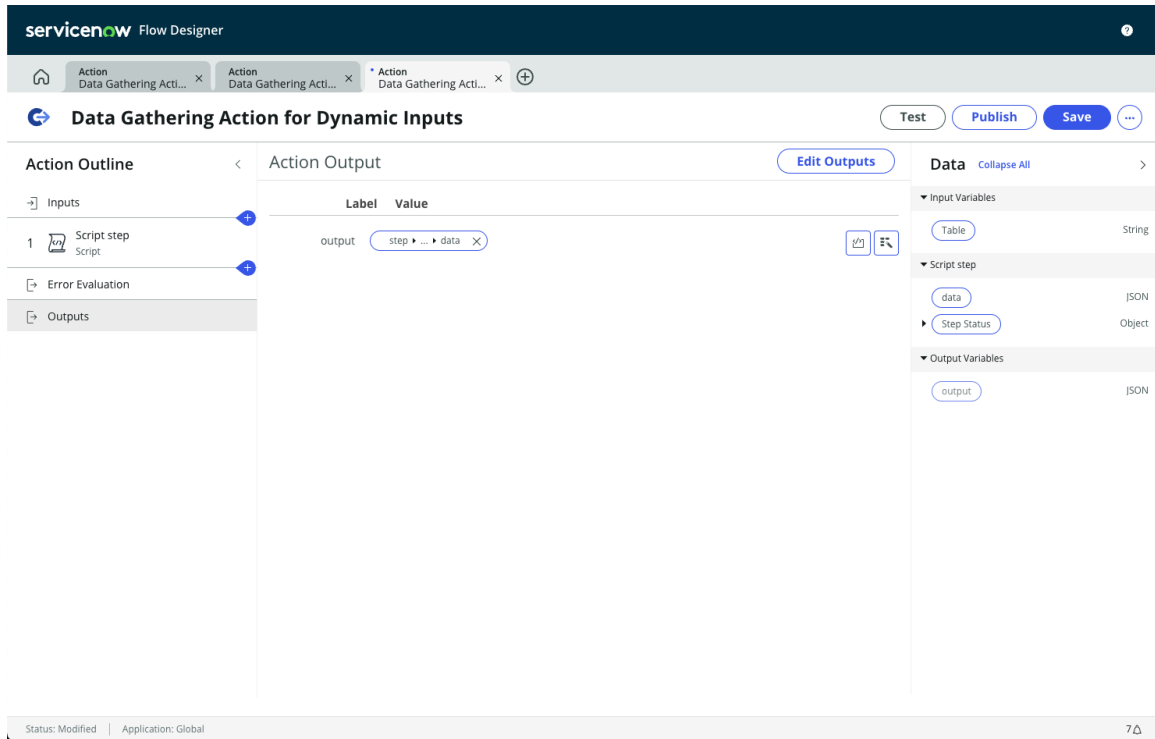 servicenow Flow Designer
Action
Data Gathering Acti...
Action
Data Gathering Acti...
* Action
Data Gathering Acti...
Data Gathering Action for Dynamic Inputs
Test
Publish
Save
...
Action Outline
Inputs
1 Script step
Script
Error Evaluation
Outputs
Action Output
Edit Outputs
Label Value
output step ▸ ... ▸ data
Data Collapse All
Input Variables
Table String
Script step
data JSON
Step Status Object
Output Variables
output JSON
Status: Modified | Application: Global
7